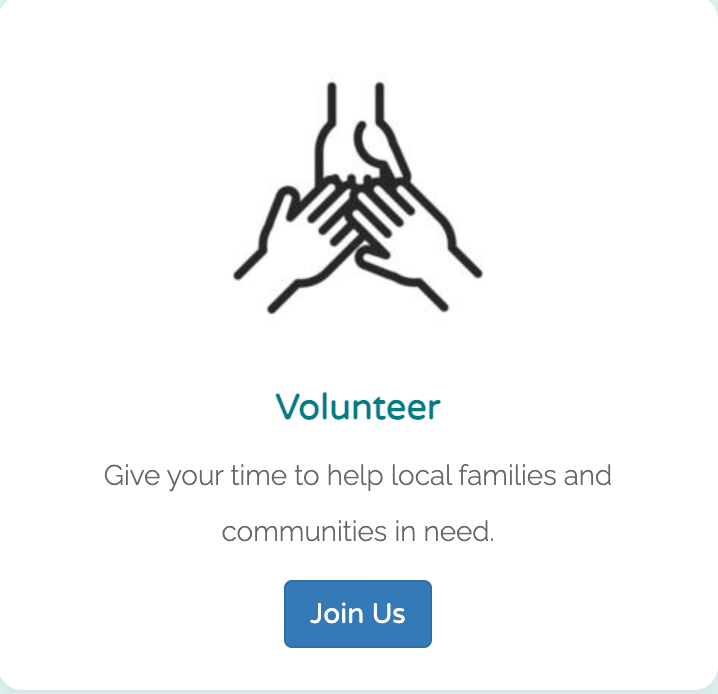 Volunteer
Give your time to help local families and
communities in need.
Join Us